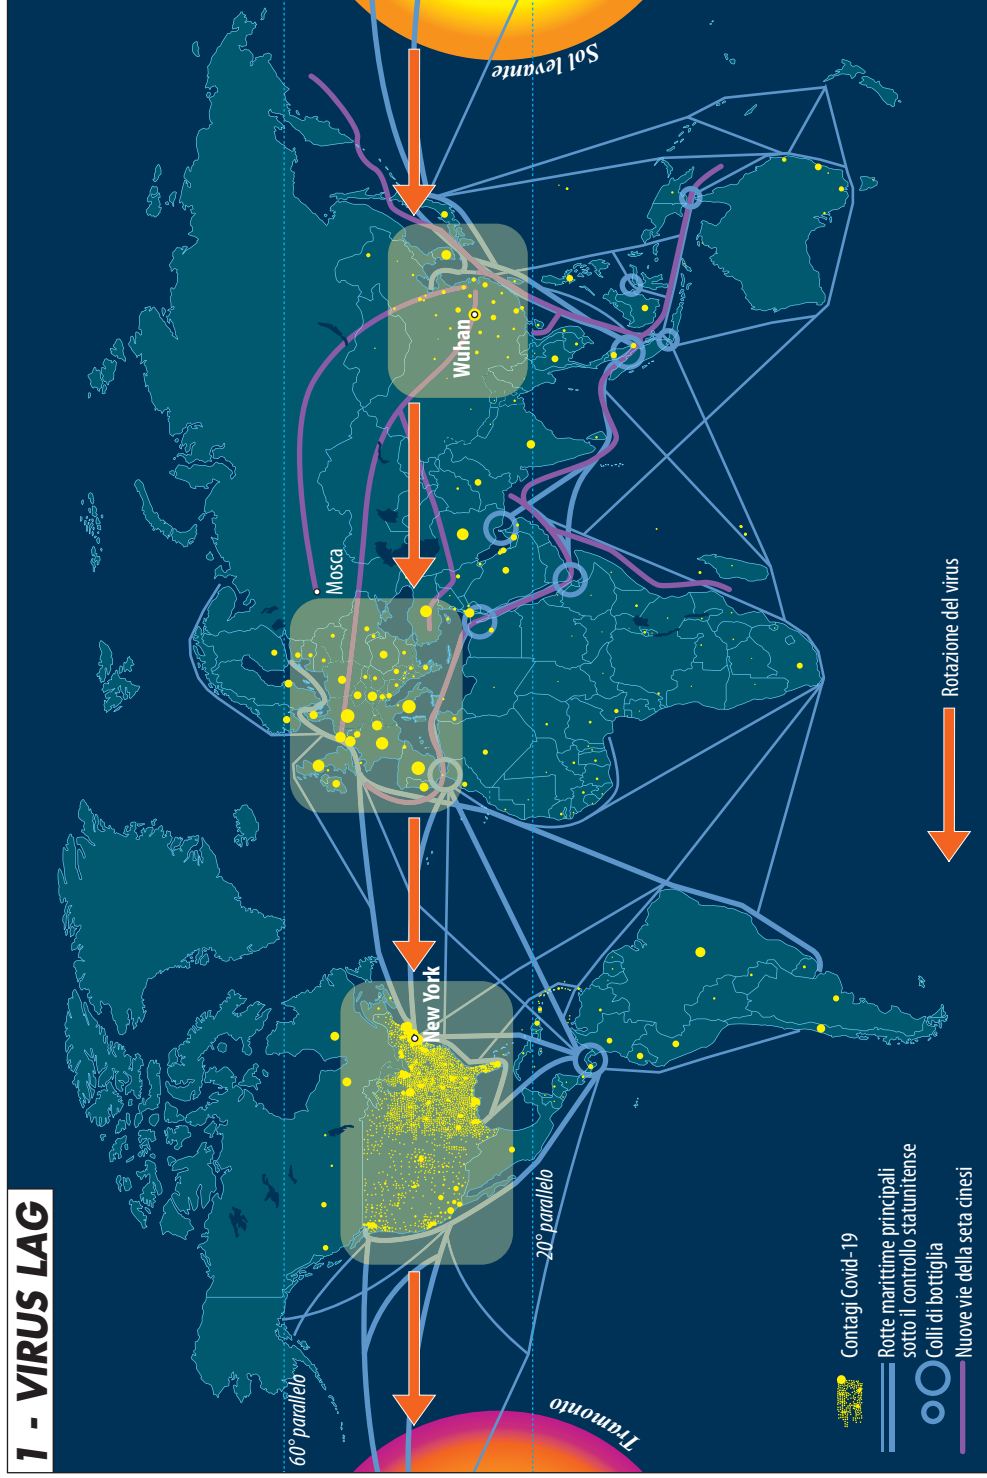 1 - VIRUS LAG
60° parallelo
20° parallelo
Tramonto
Sol levante
New York
Mosca
Wuhan
Contagi Covid-19
Rotte marittime principali
sotto il controllo statunitense
Colli di bottiglia
Nuove vie della seta cinesi
Rotazione del virus